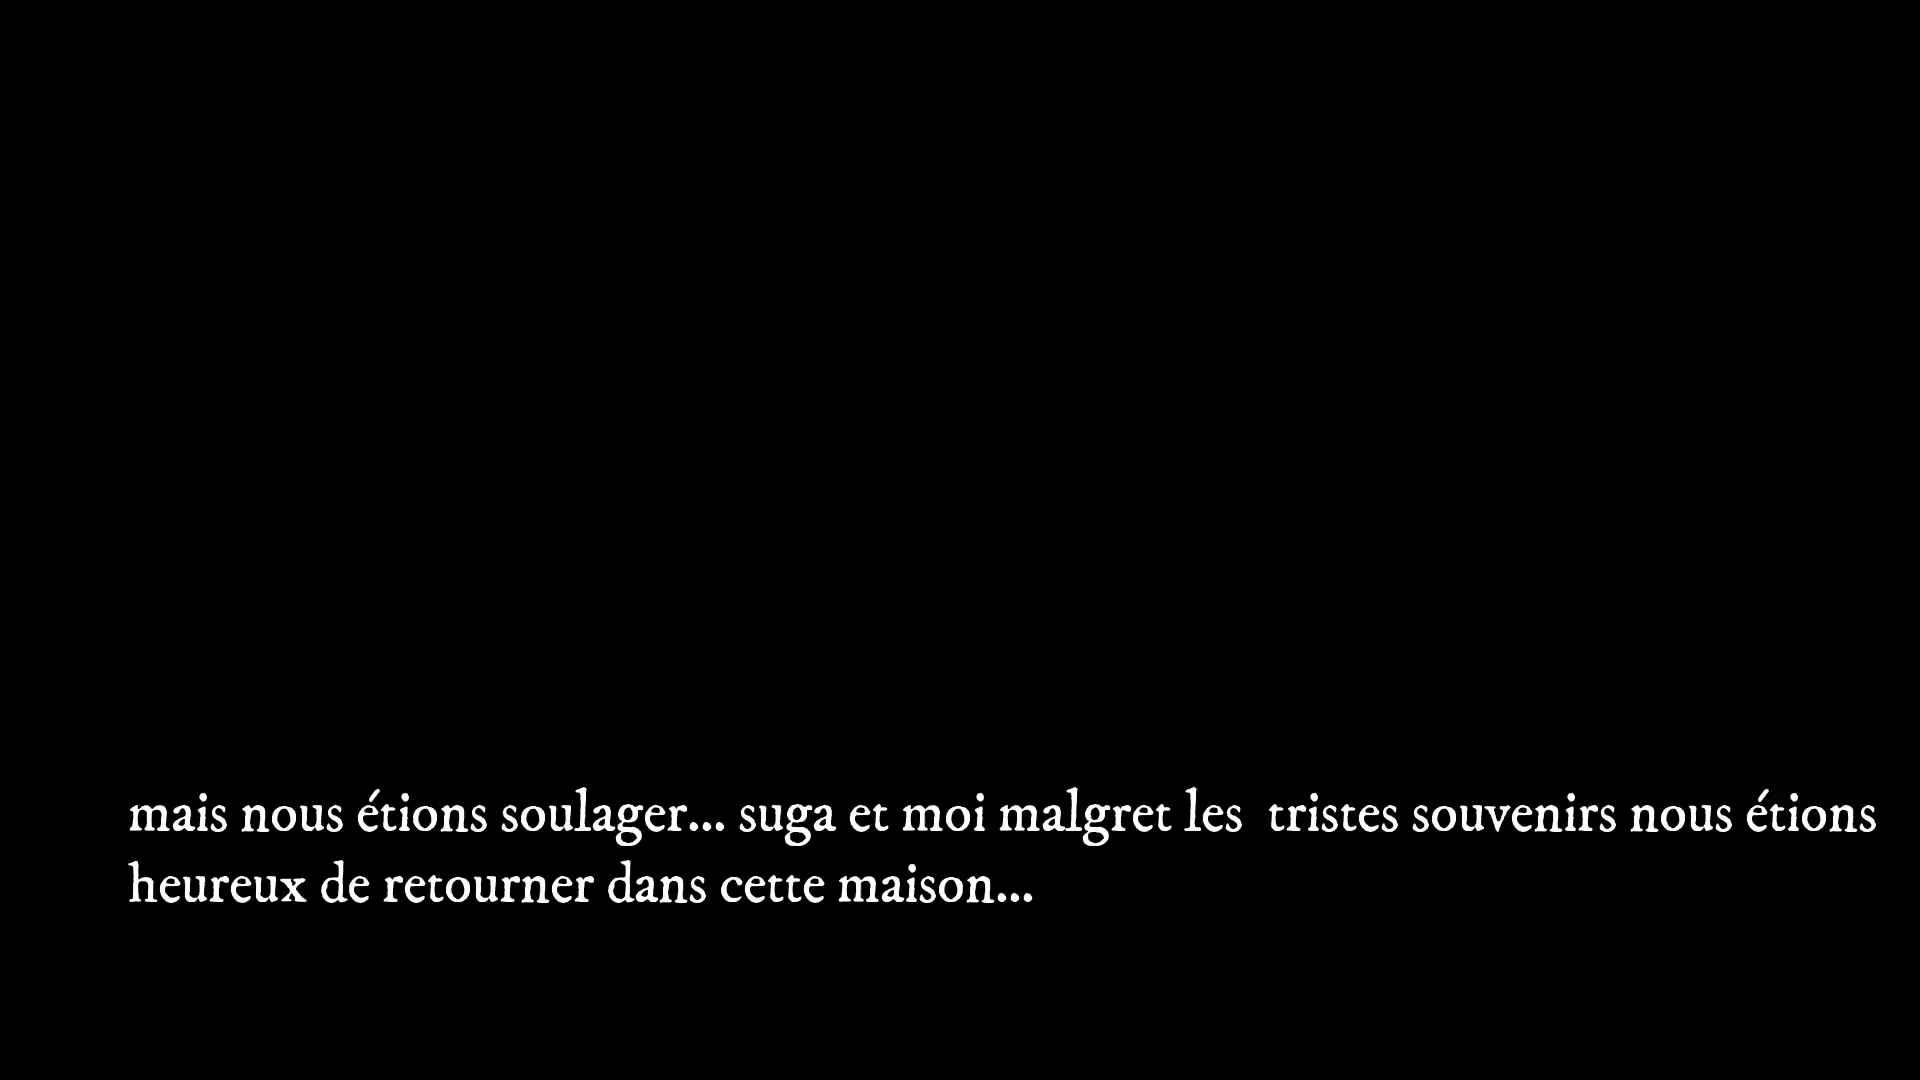 mais nous étions soulager... suga et moi malgret les  tristes souvenirs nous étions
heureux de retourner dans cette maison...